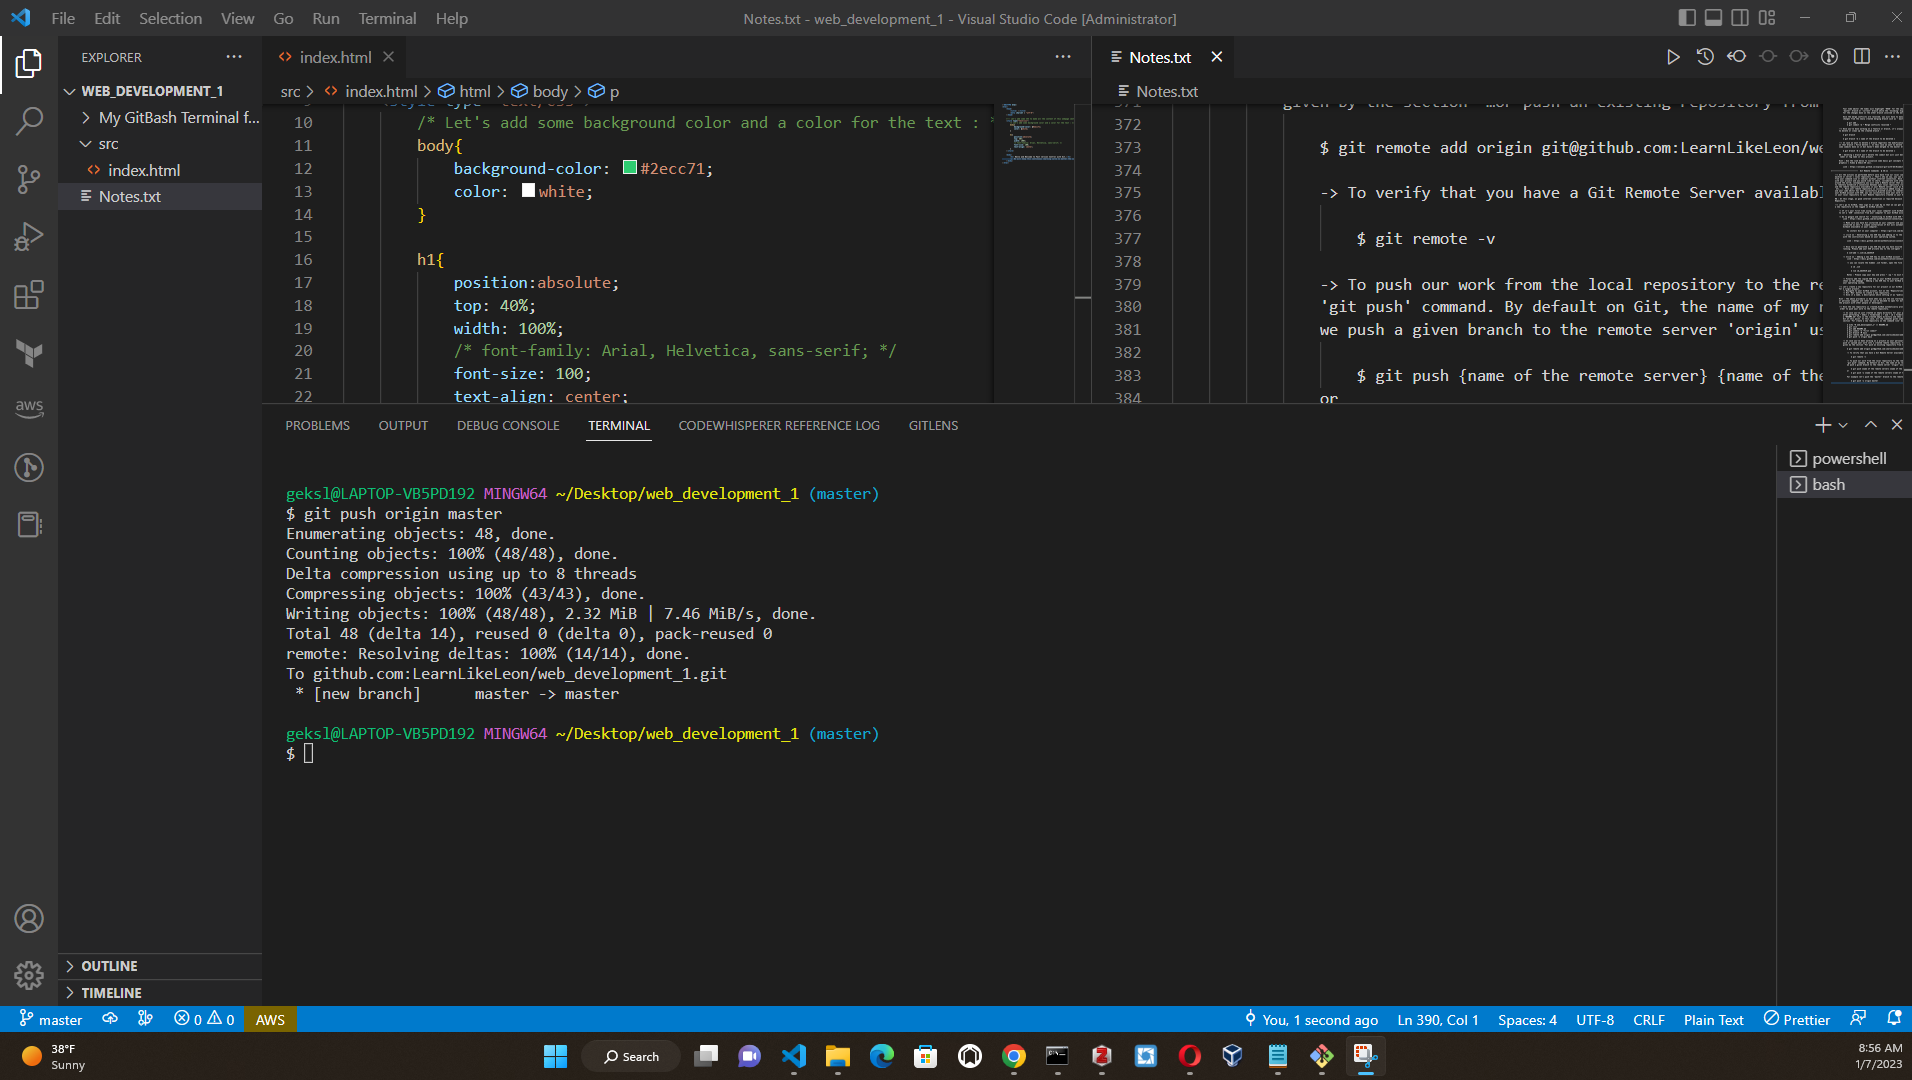 File Edit Selection View Go Run Terminal Help
Notes.txt - web_development_1 - Visual Studio Code [Administrator]
EXPLORER
WEB_DEVELOPMENT_1
My GitBash Terminal f...
src
index.html
Notes.txt
OUTLINE
TIMELINE
aws
index.html
src > index.html > html > body > p
10 /* Let's add some background color and a color for the text :
11 body{
12 background-color: #2ecc71;
13 color: white;
14 }
15
16 h1{
17 position:absolute;
18 top: 40%;
19 width: 100%;
20 /* font-family: Arial, Helvetica, sans-serif; */
21 font-size: 100;
22 text-align: center;
Notes.txt
Notes.txt
371 given by the section "…or push an existing repository from
372
373 $ git remote add origin git@github.com:LearnLikeLeon/we
374
375 -> To verify that you have a Git Remote Server availabl
376
377 $ git remote -v
378
379 -> To push our work from the local repository to the re
380 'git push' command. By default on Git, the name of my r
381 we push a given branch to the remote server 'origin' us
382
383 $ git push {name of the remote server} {name of the
384 or
PROBLEMS OUTPUT DEBUG CONSOLE TERMINAL CODEWHISPERER REFERENCE LOG GITLENS
powershell
bash
geksl@LAPTOP-VB5PD192 MINGW64 ~/Desktop/web_development_1 (master)
$ git push origin master
Enumerating objects: 48, done.
Counting objects: 100% (48/48), done.
Delta compression using up to 8 threads
Compressing objects: 100% (43/43), done.
Writing objects: 100% (48/48), 2.32 MiB | 7.46 MiB/s, done.
Total 48 (delta 14), reused 0 (delta 0), pack-reused 0
remote: Resolving deltas: 100% (14/14), done.
To github.com:LearnLikeLeon/web_development_1.git
* [new branch] master -> master
geksl@LAPTOP-VB5PD192 MINGW64 ~/Desktop/web_development_1 (master)
$
master 0 0 AWS You, 1 second ago Ln 390, Col 1 Spaces: 4 UTF-8 CRLF Plain Text Prettier
38°F
Sunny
Search
8:56 AM
1/7/2023